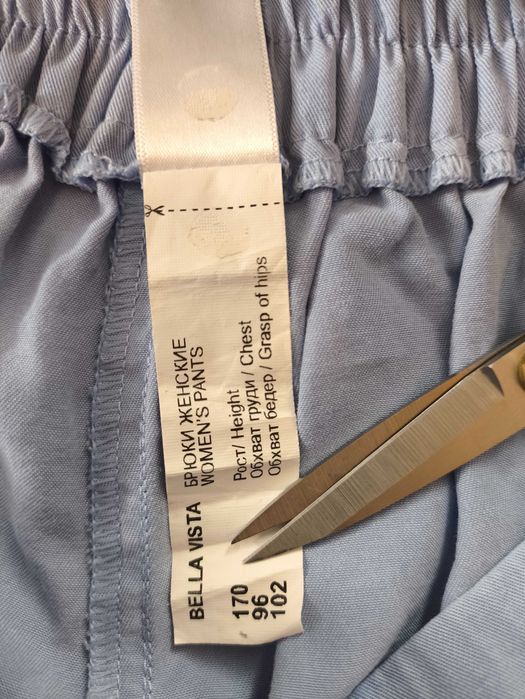 BELLA VISTA
БРЮКИ ЖЕНСКИЕ
WOMEN'S PANTS
170 Рост/ Height
96 Обхват груди / Chest
102 Обхват бедер / Grasp of hips